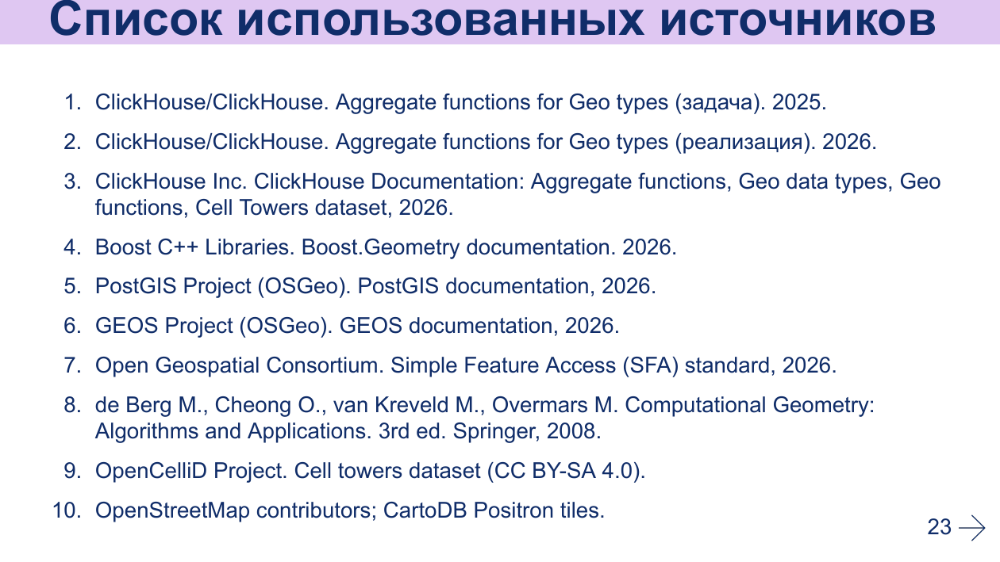 Список использованных источников
1. ClickHouse/ClickHouse. Aggregate functions for Geo types (задача). 2025.
2. ClickHouse/ClickHouse. Aggregate functions for Geo types (реализация). 2026.
3. ClickHouse Inc. ClickHouse Documentation: Aggregate functions, Geo data types, Geo
functions, Cell Towers dataset, 2026.
4. Boost C++ Libraries. Boost.Geometry documentation. 2026.
5. PostGIS Project (OSGeo). PostGIS documentation, 2026.
6. GEOS Project (OSGeo). GEOS documentation, 2026.
7. Open Geospatial Consortium. Simple Feature Access (SFA) standard, 2026.
8. de Berg M., Cheong O., van Kreveld M., Overmars M. Computational Geometry:
Algorithms and Applications. 3rd ed. Springer, 2008.
9. OpenCelliD Project. Cell towers dataset (CC BY-SA 4.0).
10. OpenStreetMap contributors; CartoDB Positron tiles.
23